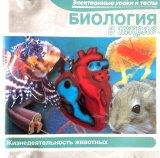 Электронные уроки и тесты
БИОЛОГИЯ
в школе
Жизнедеятельность животных